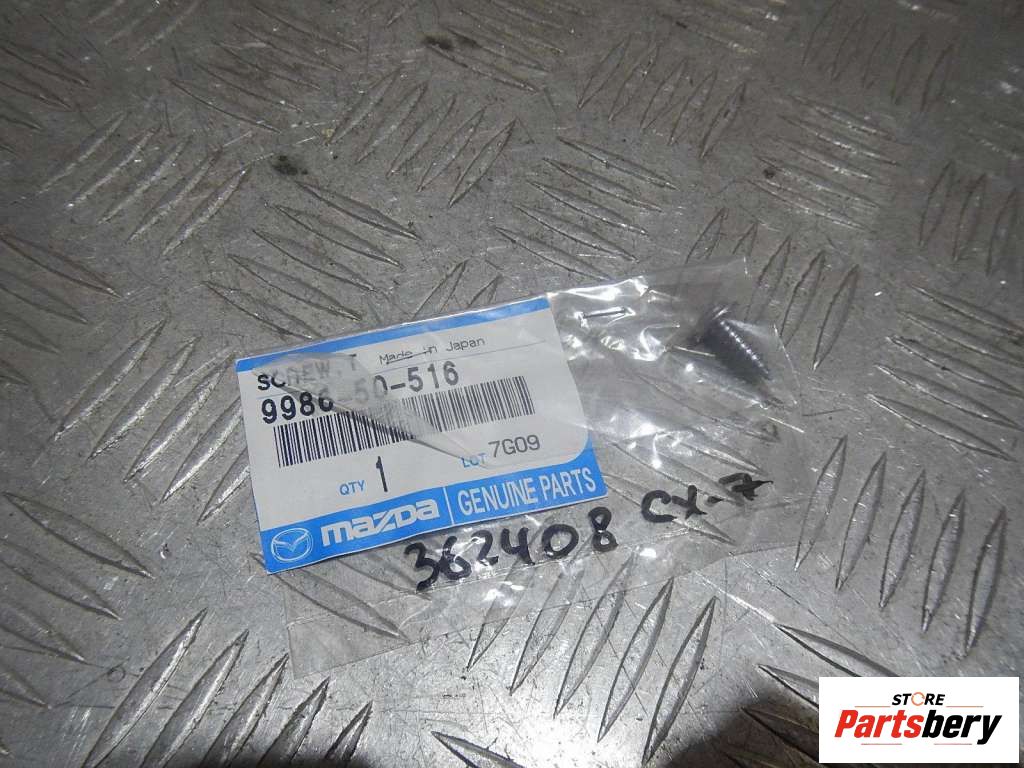 SCREW,T Made in Japan
9986-50-516
QTY 1 LOT 7G09
mazda GENUINE PARTS
362408 CX-7
STORE
Partsbery